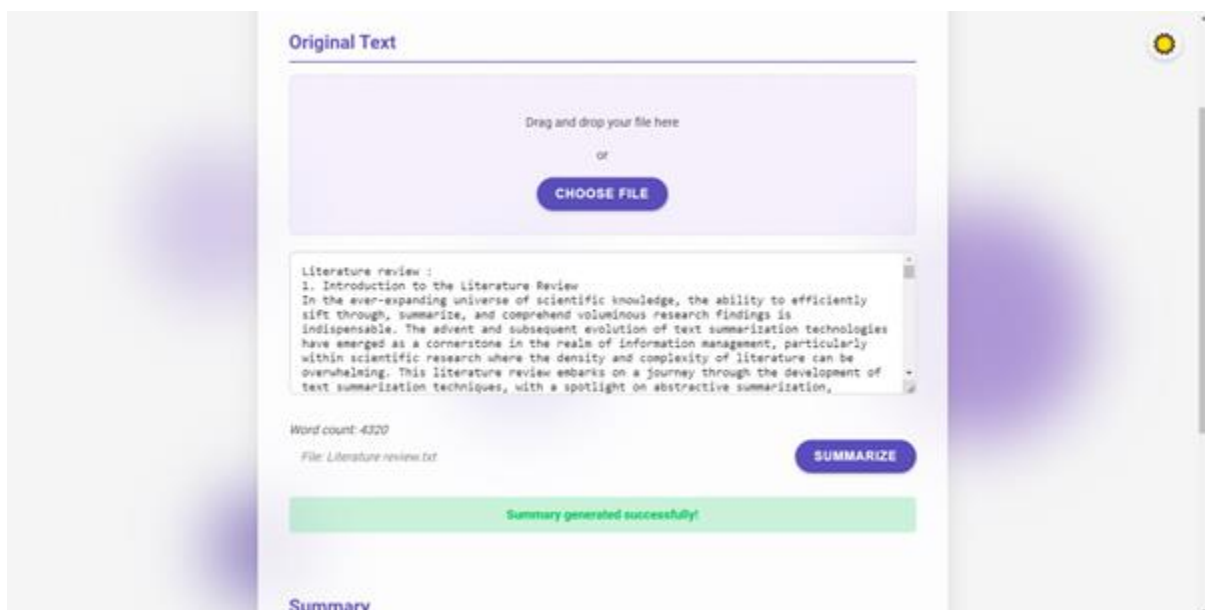 Original Text
Drag and drop your file here
or
CHOOSE FILE
Literature review :
1. Introduction to the Literature Review
In the ever-expanding universe of scientific knowledge, the ability to efficiently
sift through, summarize, and comprehend voluminous research findings is
indispensable. The advent and subsequent evolution of text summarization technologies
have emerged as a cornerstone in the realm of information management, particularly
within scientific research where the density and complexity of literature can be
overwhelming. This literature review embarks on a journey through the development of
text summarization techniques, with a spotlight on abstractive summarization,
Word count: 4320
File: Literature review.txt
SUMMARIZE
Summary generated successfully!
Summary